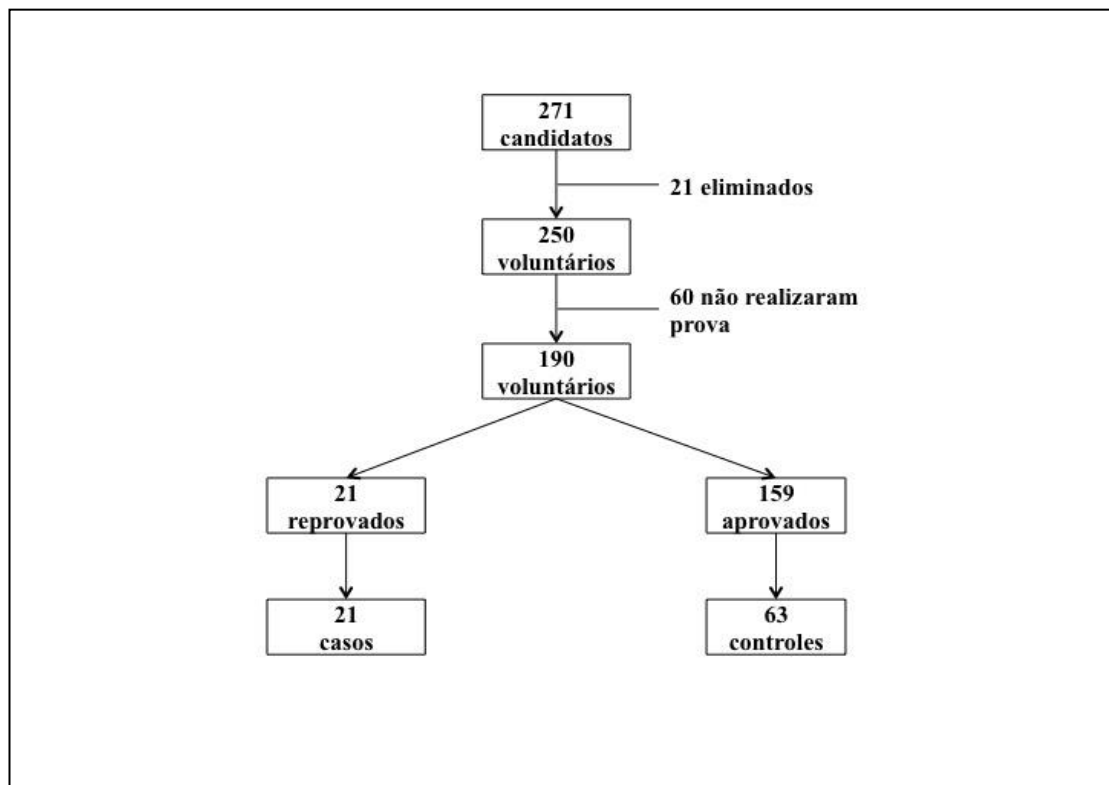 271
candidatos
21 eliminados
250
voluntários
60 não realizaram
prova
190
voluntários
21
reprovados
159
aprovados
21
casos
63
controles